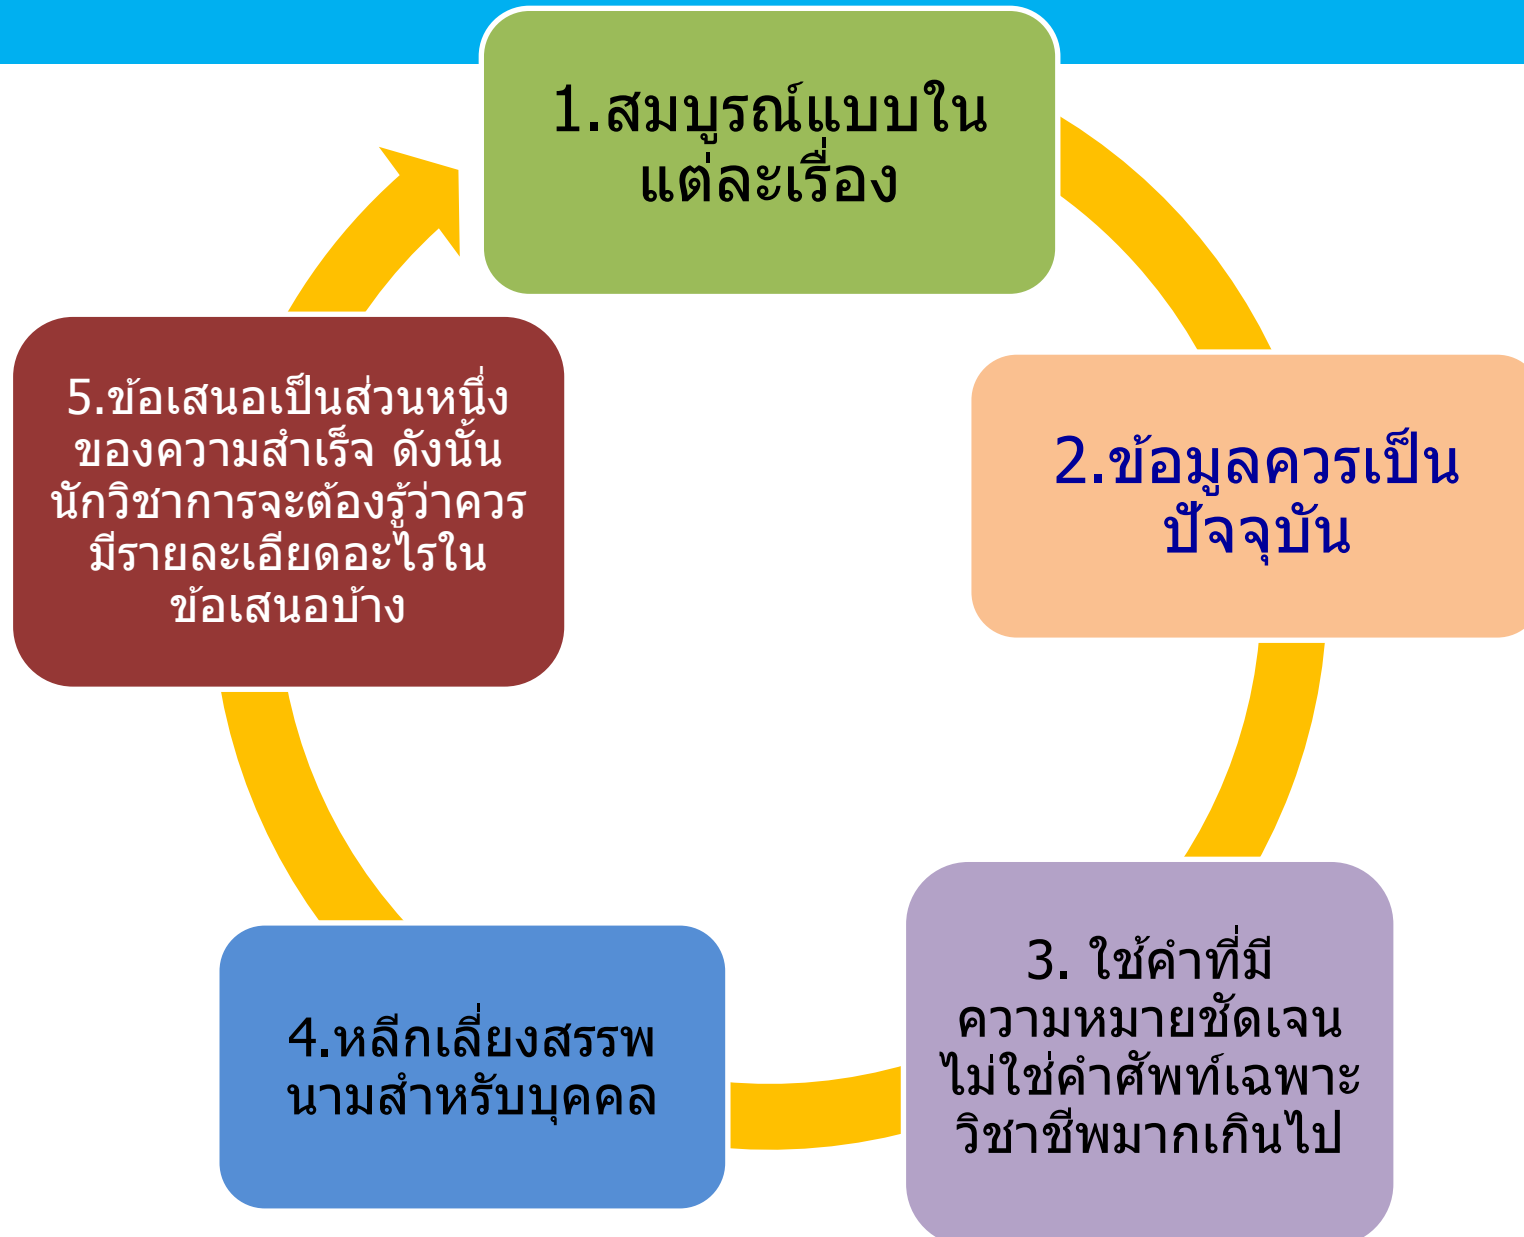 1.สมบูรณ์แบบใน
แต่ละเรื่อง
2.ข้อมูลควรเป็น
ปัจจุบัน
3. ใช้คำที่มี
ความหมายชัดเจน
ไม่ใช่คำศัพท์เฉพาะ
วิชาชีพมากเกินไป
4.หลีกเลี่ยงสรรพ
นามสำหรับบุคคล
5.ข้อเสนอเป็นส่วนหนึ่ง
ของความสำเร็จ ดังนั้น
นักวิชาการจะต้องรู้ว่าควร
มีรายละเอียดอะไรใน
ข้อเสนอบ้าง